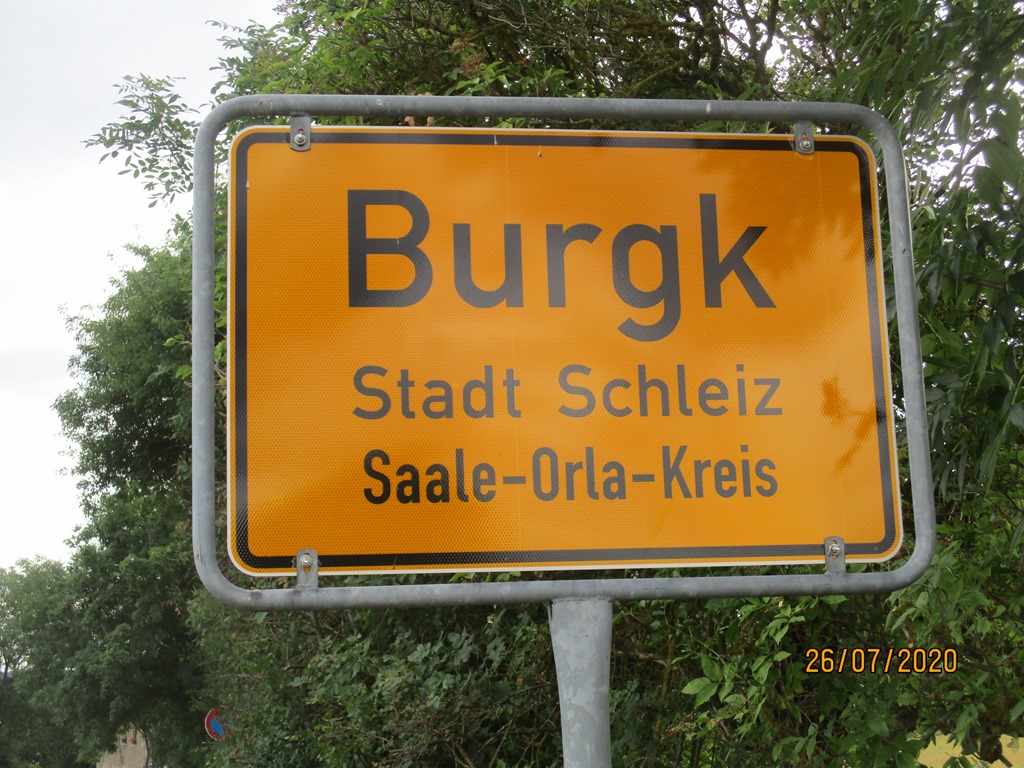 Burgk
Stadt Schleiz
Saale-Orla-Kreis
26/07/2020